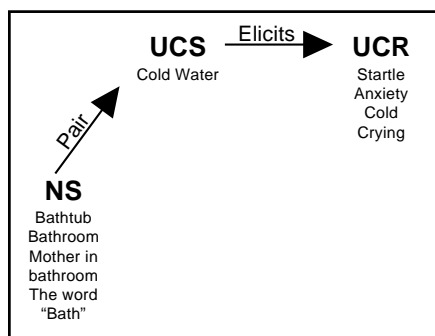 UCS
Elicits
UCR
Cold Water
Startle
Anxiety
Cold
Crying
Pair
NS
Bathtub
Bathroom
Mother in
bathroom
The word
“Bath”